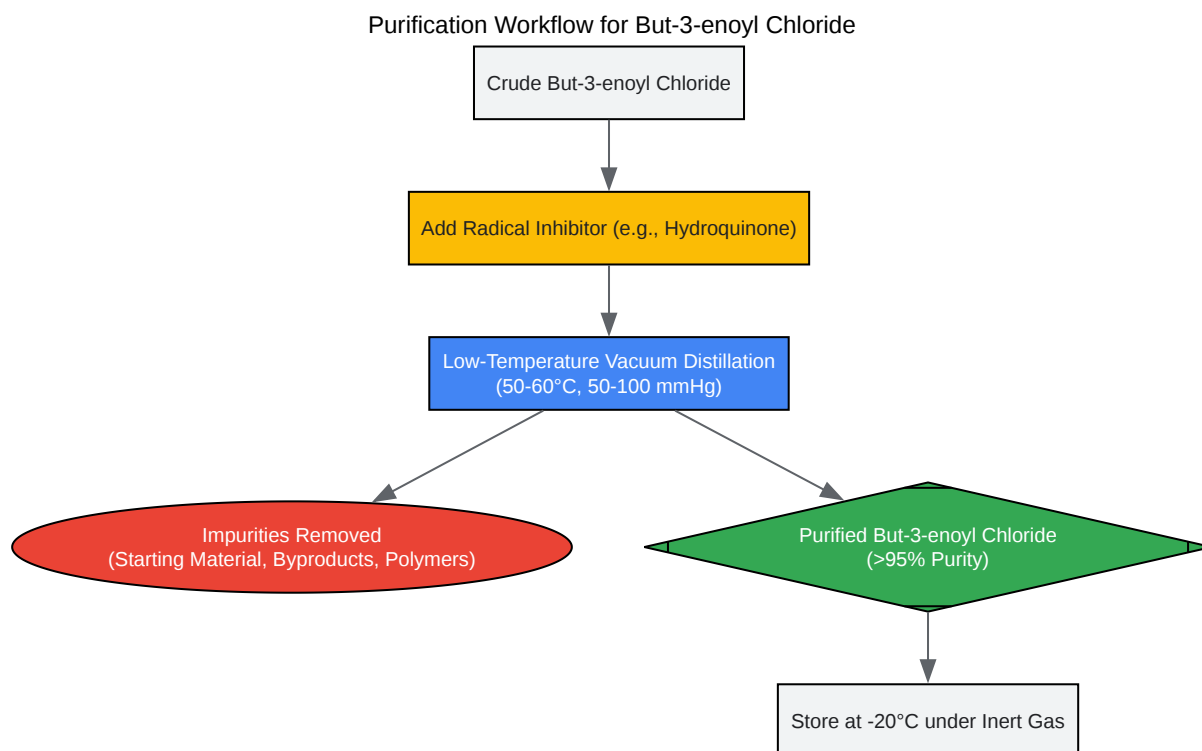 Purification Workflow for But-3-enoyl Chloride
Crude But-3-enoyl Chloride
Add Radical Inhibitor (e.g., Hydroquinone)
Low-Temperature Vacuum Distillation
(50-60°C, 50-100 mmHg)
Impurities Removed
(Starting Material, Byproducts, Polymers)
Purified But-3-enoyl Chloride
(>95% Purity)
Store at -20°C under Inert Gas